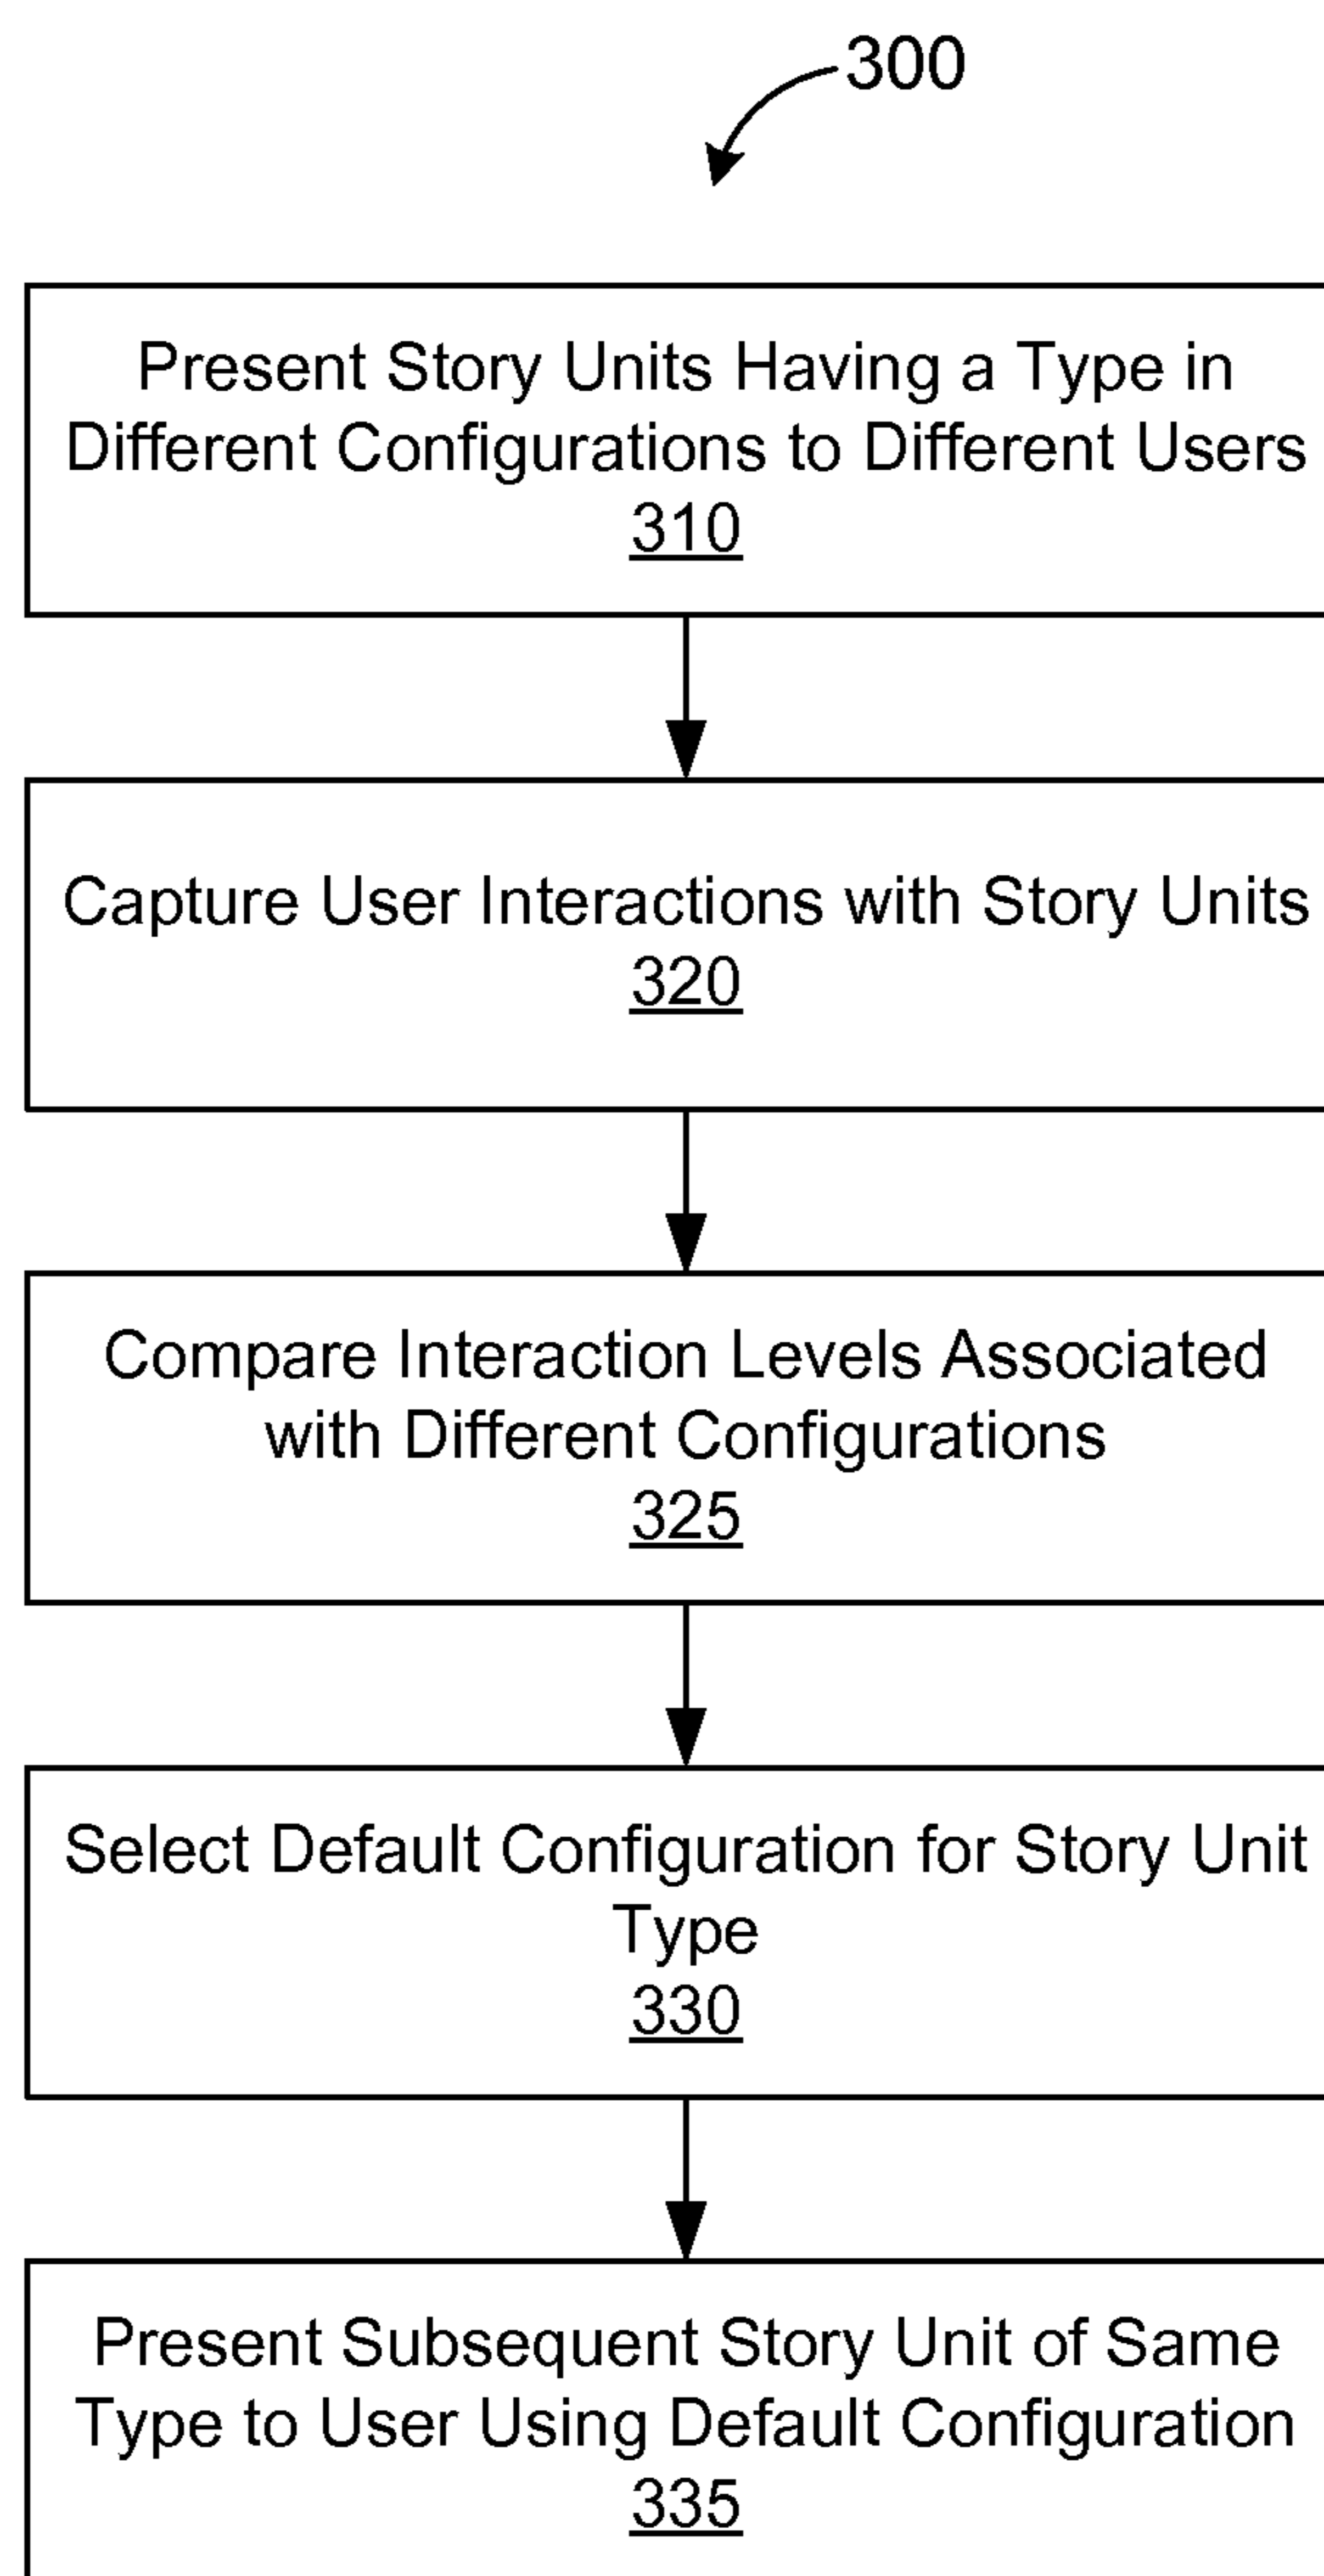 300
Present Story Units Having a Type in
Different Configurations to Different Users
310
Capture User Interactions with Story Units
320
Compare Interaction Levels Associated
with Different Configurations
325
Select Default Configuration for Story Unit
Type
330
Present Subsequent Story Unit of Same
Type to User Using Default Configuration
335